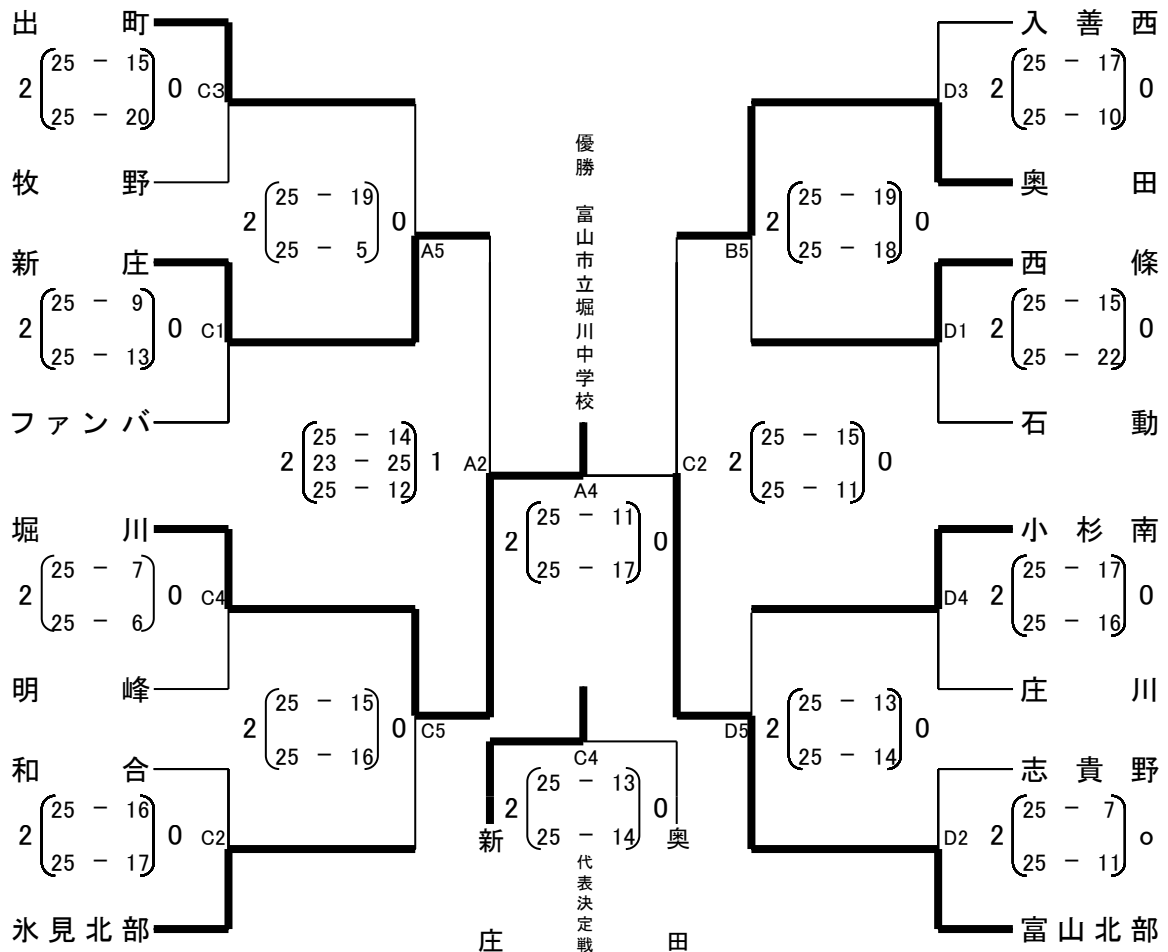 出町
2 25 - 15 0 C3
25 - 20
牧野
2 25 - 19 0 A5
25 - 5
新庄
2 25 - 9 0 C1
25 - 13
ファンバ
2 25 - 14 1 A2
23 - 25
25 - 12
堀川
2 25 - 7 0 C4
25 - 6
明峰
2 25 - 15 0 C5
25 - 16
和合
2 25 - 16 0 C2
25 - 17
氷見北部
優勝 富山市立堀川中学校
A4
2 25 - 11 0
25 - 17
C4
2 25 - 13 0
25 - 14
新庄
奥田
代表決定戦
入善西
D3 2 25 - 17 0
25 - 10
奥田
B5 2 25 - 19 0
25 - 18
西條
D1 2 25 - 15 0
25 - 22
石動
C2 2 25 - 15 0
25 - 11
小杉南
D4 2 25 - 17 0
25 - 16
庄川
D5 2 25 - 13 0
25 - 14
志貴野
D2 2 25 - 7 o
25 - 11
富山北部